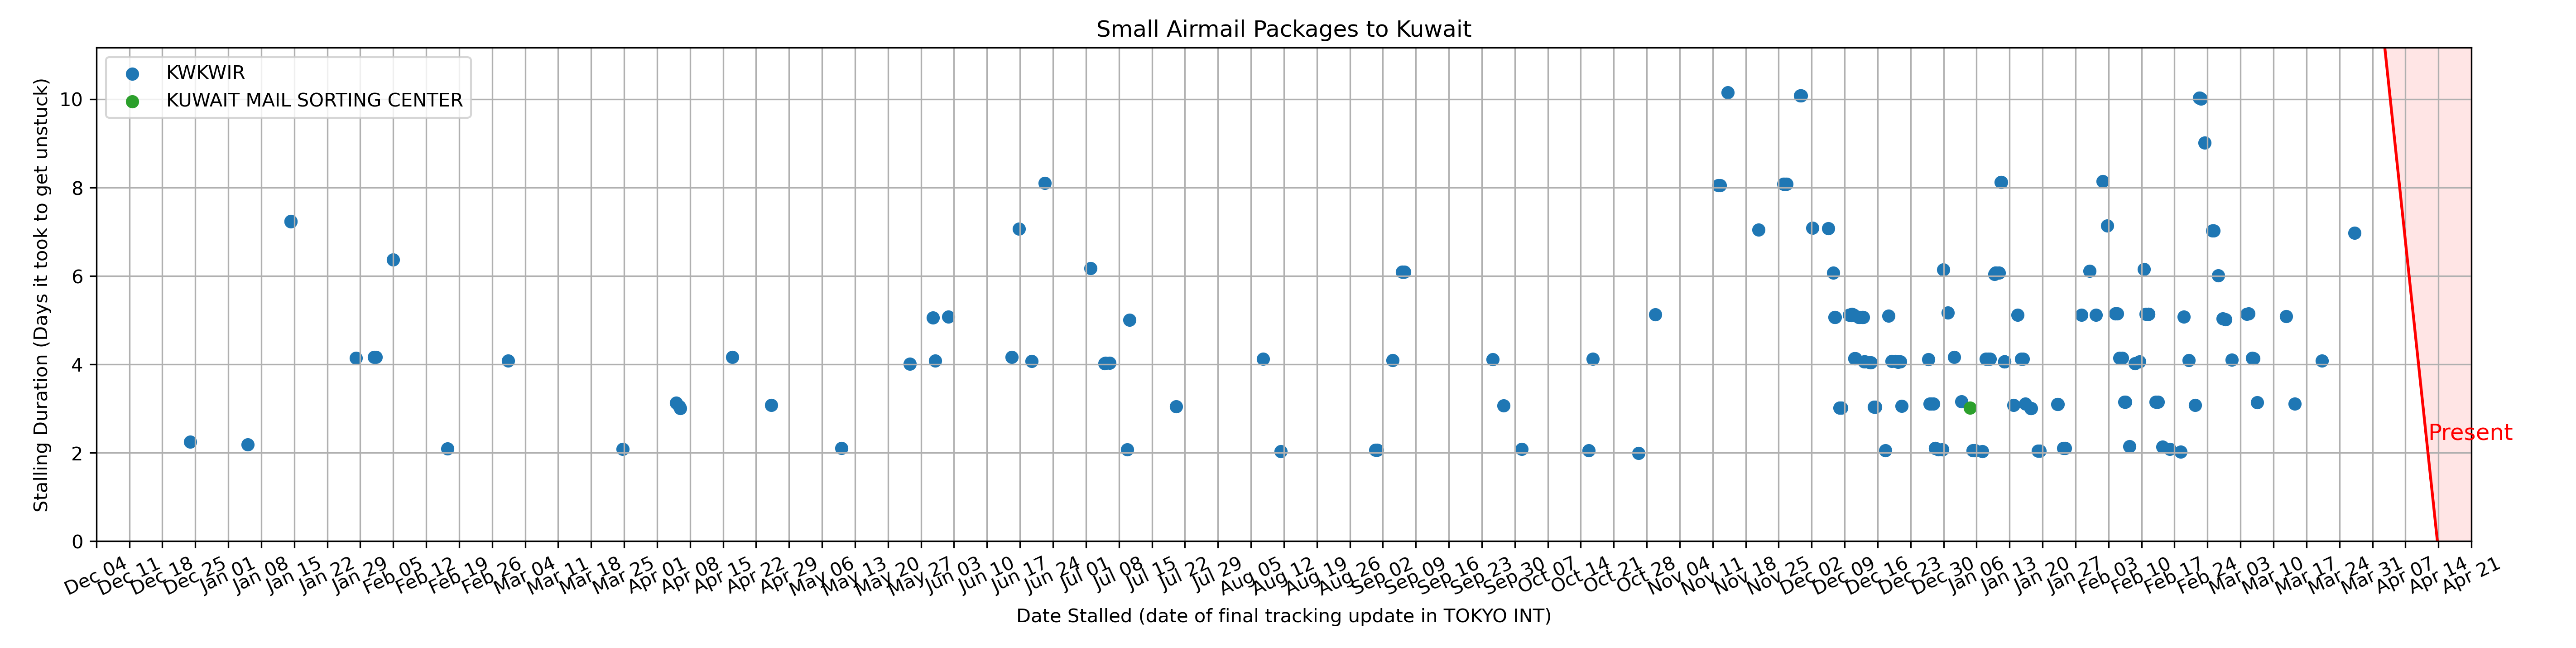 Small Airmail Packages to Kuwait
KWKWIR
KUWAIT MAIL SORTING CENTER
Stalling Duration (Days it took to get unstuck)
10
8
6
4
2
0
Present
Dec 04 Dec 11 Dec 18 Dec 25 Jan 01 Jan 08 Jan 15 Jan 22 Jan 29 Feb 05 Feb 12 Feb 19 Feb 26 Mar 04 Mar 11 Mar 18 Mar 25 Apr 01 Apr 08 Apr 15 Apr 22 Apr 29 May 06 May 13 May 20 May 27 Jun 03 Jun 10 Jun 17 Jun 24 Jul 01 Jul 08 Jul 15 Jul 22 Jul 29 Aug 05 Aug 12 Aug 19 Aug 26 Sep 02 Sep 09 Sep 16 Sep 23 Sep 30 Oct 07 Oct 14 Oct 21 Oct 28 Nov 04 Nov 11 Nov 18 Nov 25 Dec 02 Dec 09 Dec 16 Dec 23 Dec 30 Jan 06 Jan 13 Jan 20 Jan 27 Feb 03 Feb 10 Feb 17 Feb 24 Mar 03 Mar 10 Mar 17 Mar 24 Mar 31 Apr 07 Apr 14 Apr 21
Date Stalled (date of final tracking update in TOKYO INT)